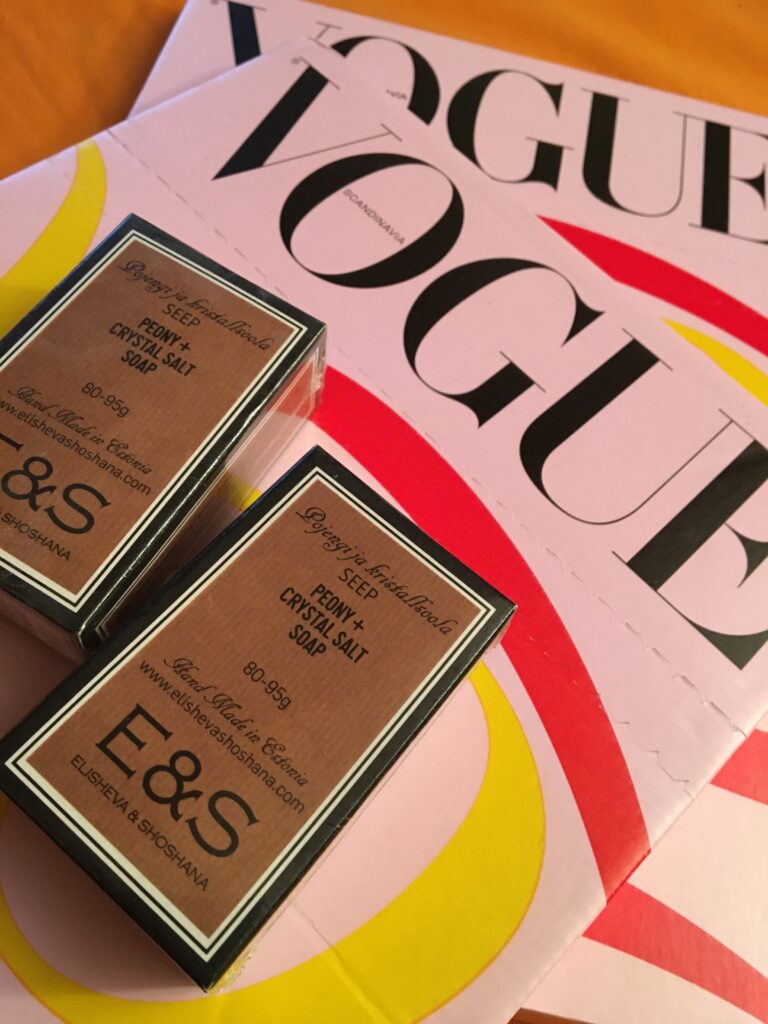 VOGUE
VOGUE
SCANDINAVIA
Pojengi ja kristallsoola
SEEP
PEONY +
CRYSTAL SALT
SOAP
80-95g
Hand Made in Estonia
www.elishevashoshana.com
&S
SHOSHANA
Pojengi ja kristallsoola
SEEP
PEONY +
CRYSTAL SALT
SOAP
80-95g
Hand Made in Estonia
www.elishevashoshana.com
E&S
ELISHEVA & SHOSHANA